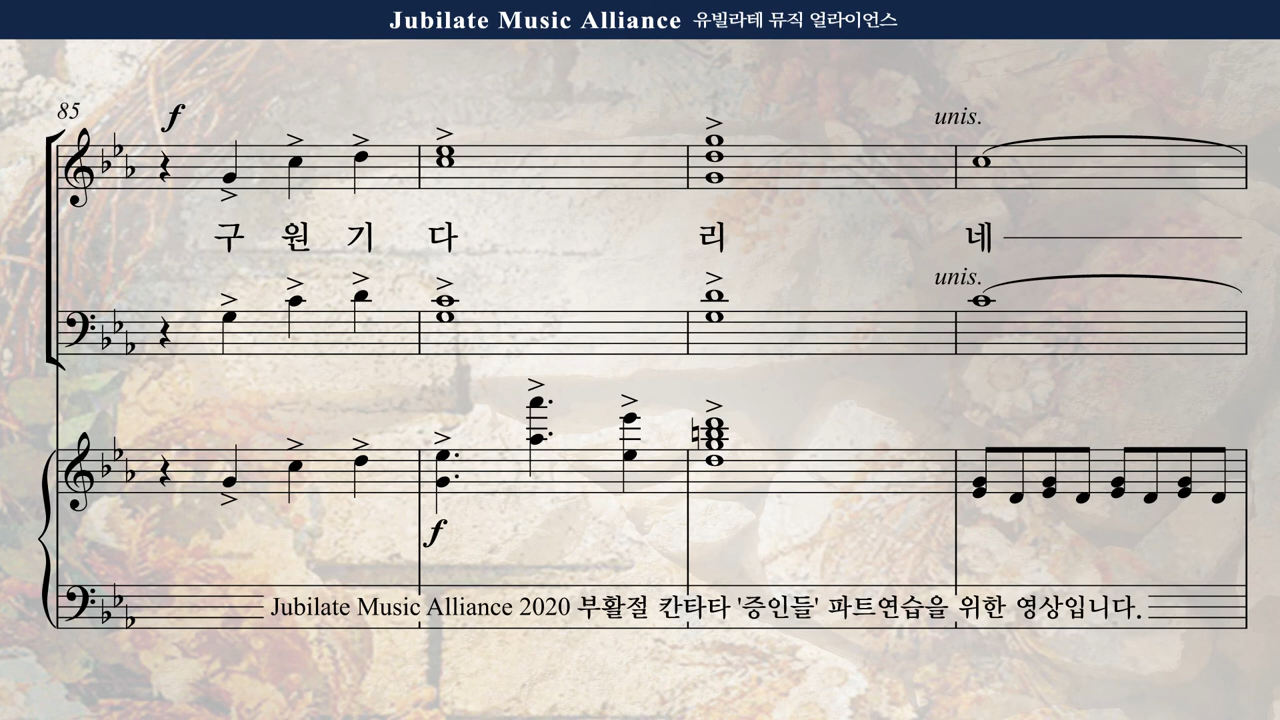 Jubilate Music Alliance 유빌라테 뮤직 얼라이언스
85
f
unis.
구 원 기 다 리 네
unis.
f
Jubilate Music Alliance 2020 부활절 칸타타 '증인들' 파트연습을 위한 영상입니다.